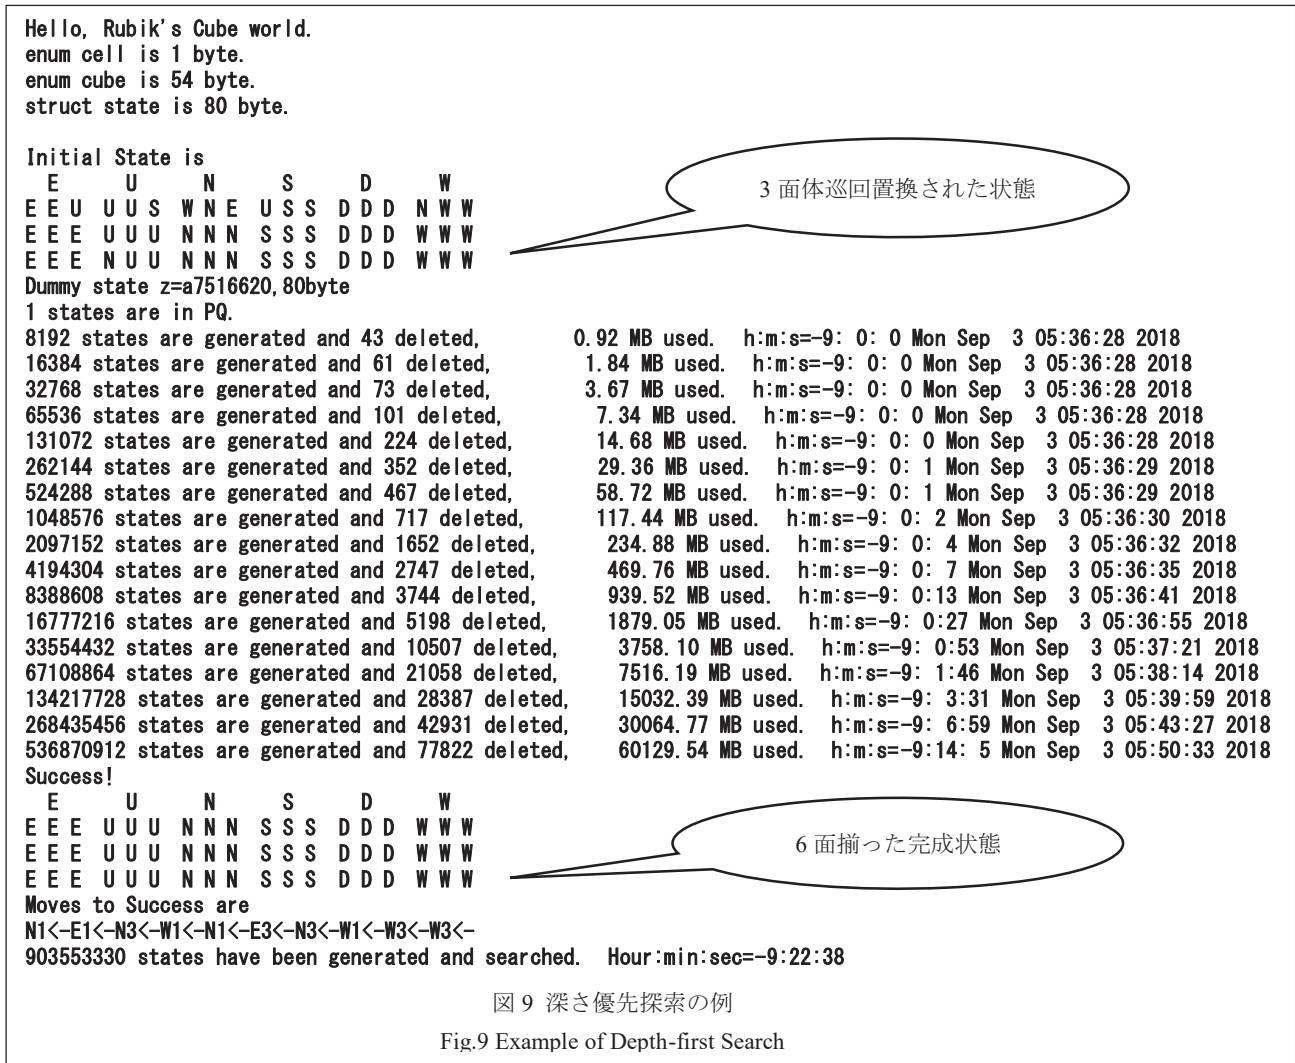 Hello, Rubik's Cube world.
enum cell is 1 byte.
enum cube is 54 byte.
struct state is 80 byte.
Initial State is
E U N S D W
E E U U U S W N E U S S D D D N W W
E E E U U U N N N S S S D D D W W W
E E E N U U N N N S S S D D D W W W
3 面体巡回置換された状態
Dummy state z=a7516620,80byte
1 states are in PQ.
8192 states are generated and 43 deleted, 0.92 MB used. h:m:s=-9: 0: 0 Mon Sep 3 05:36:28 2018
16384 states are generated and 61 deleted, 1.84 MB used. h:m:s=-9: 0: 0 Mon Sep 3 05:36:28 2018
32768 states are generated and 73 deleted, 3.67 MB used. h:m:s=-9: 0: 0 Mon Sep 3 05:36:28 2018
65536 states are generated and 101 deleted, 7.34 MB used. h:m:s=-9: 0: 0 Mon Sep 3 05:36:28 2018
131072 states are generated and 224 deleted, 14.68 MB used. h:m:s=-9: 0: 0 Mon Sep 3 05:36:28 2018
262144 states are generated and 352 deleted, 29.36 MB used. h:m:s=-9: 0: 1 Mon Sep 3 05:36:29 2018
524288 states are generated and 467 deleted, 58.72 MB used. h:m:s=-9: 0: 1 Mon Sep 3 05:36:29 2018
1048576 states are generated and 717 deleted, 117.44 MB used. h:m:s=-9: 0: 2 Mon Sep 3 05:36:30 2018
2097152 states are generated and 1652 deleted, 234.88 MB used. h:m:s=-9: 0: 4 Mon Sep 3 05:36:32 2018
4194304 states are generated and 2747 deleted, 469.76 MB used. h:m:s=-9: 0: 7 Mon Sep 3 05:36:35 2018
8388608 states are generated and 3744 deleted, 939.52 MB used. h:m:s=-9: 0:13 Mon Sep 3 05:36:41 2018
16777216 states are generated and 5198 deleted, 1879.05 MB used. h:m:s=-9: 0:27 Mon Sep 3 05:36:55 2018
33554432 states are generated and 10507 deleted, 3758.10 MB used. h:m:s=-9: 0:53 Mon Sep 3 05:37:21 2018
67108864 states are generated and 21058 deleted, 7516.19 MB used. h:m:s=-9: 1:46 Mon Sep 3 05:38:14 2018
134217728 states are generated and 28387 deleted, 15032.39 MB used. h:m:s=-9: 3:31 Mon Sep 3 05:39:59 2018
268435456 states are generated and 42931 deleted, 30064.77 MB used. h:m:s=-9: 6:59 Mon Sep 3 05:43:27 2018
536870912 states are generated and 77822 deleted, 60129.54 MB used. h:m:s=-9:14: 5 Mon Sep 3 05:50:33 2018
Success!
E U N S D W
E E E U U U N N N S S S D D D W W W
E E E U U U N N N S S S D D D W W W
E E E U U U N N N S S S D D D W W W
6 面揃った完成状態
Moves to Success are
N1<-E1<-N3<-W1<-N1<-E3<-N3<-W1<-W3<-W3<-
903553330 states have been generated and searched. Hour:min:sec=-9:22:38
図 9 深さ優先探索の例
Fig.9 Example of Depth-first Search